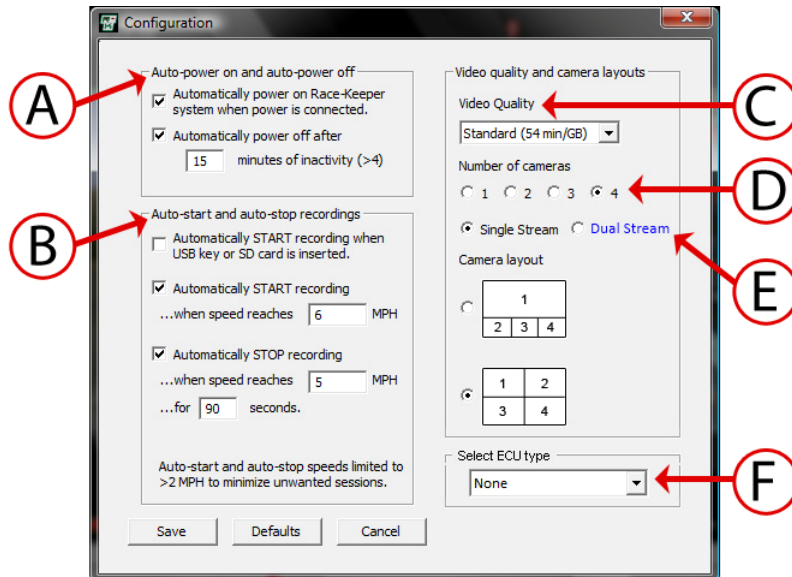 Configuration
A
Auto-power on and auto-power off
Automatically power on Race-Keeper
system when power is connected.
Automatically power off after
15 minutes of inactivity (>4)
B
Auto-start and auto-stop recordings
Automatically START recording when
USB key or SD card is inserted.
Automatically START recording
...when speed reaches 6 MPH
Automatically STOP recording
...when speed reaches 5 MPH
...for 90 seconds.
Auto-start and auto-stop speeds limited to
>2 MPH to minimize unwanted sessions.
Save Defaults Cancel
Video quality and camera layouts
Video Quality
C
Standard (54 min/GB)
Number of cameras
1 2 3 4
D
Single Stream Dual Stream
E
Camera layout
1
2 3 4
1 2
3 4
Select ECU type
None
F